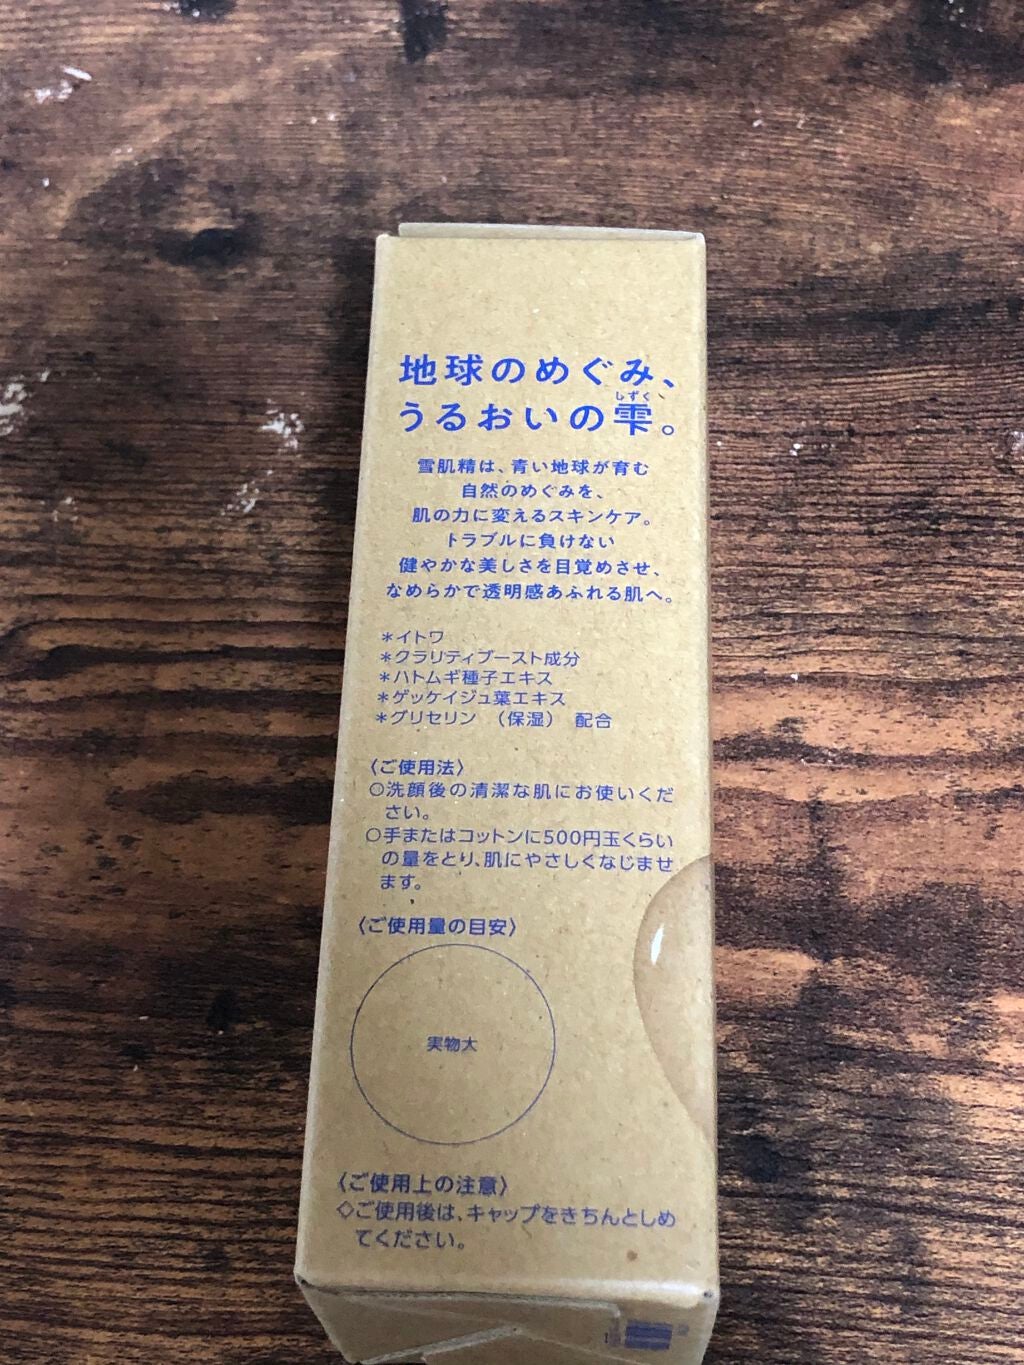 地球のめぐみ、
うるおいの雫。
しずく
雪肌精は、青い地球が育む
自然のめぐみを、
肌の力に変えるスキンケア。
トラブルに負けない
健やかな美しさを目覚めさせ、
なめらかで透明感あふれる肌へ。
＊イトワ
＊クラリティブースト成分
＊ハトムギ種子エキス
＊ゲッケイジュ葉エキス
＊グリセリン （保湿） 配合
〈ご使用法〉
○洗顔後の清潔な肌にお使いくだ
さい。
○手またはコットンに500円玉くらい
の量をとり、肌にやさしくなじませ
ます。
〈ご使用量の目安〉
実物大
〈ご使用上の注意〉
◇ご使用後は、キャップをきちんとしめ
てください。